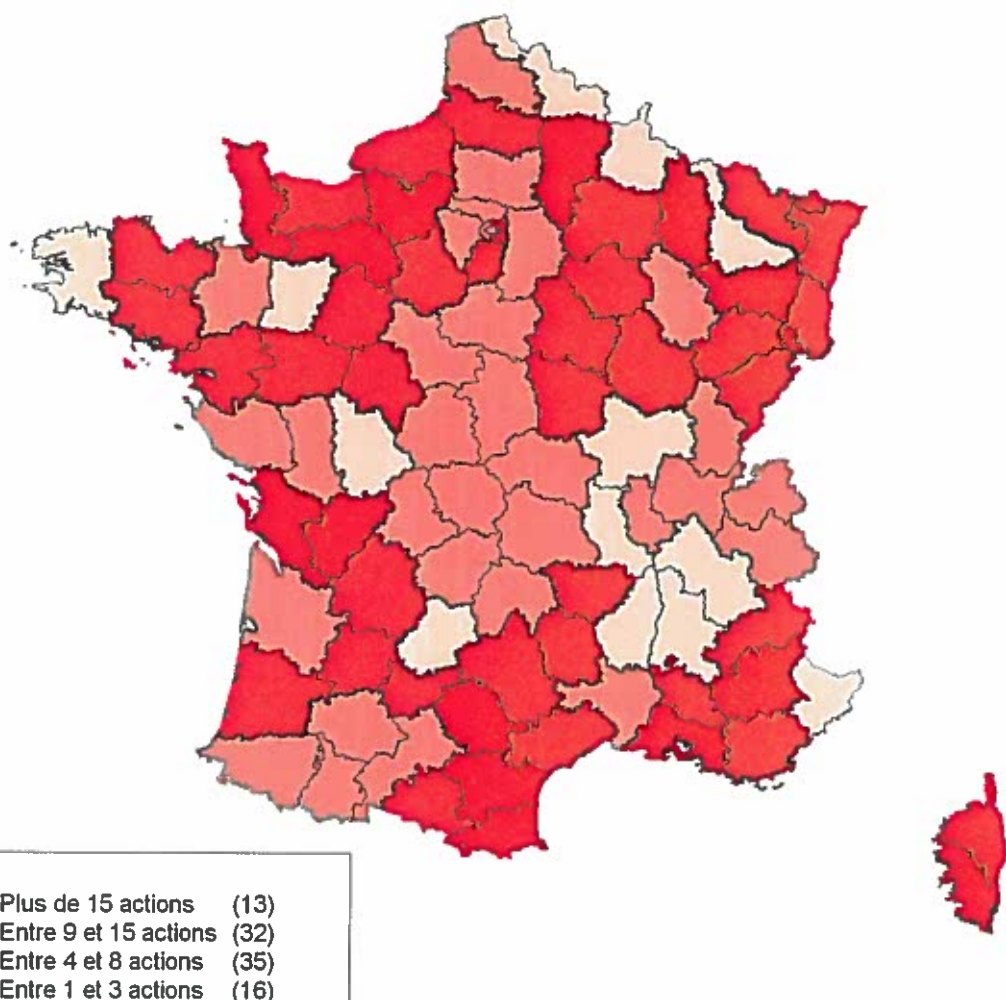 Plus de 15 actions (13)
Entre 9 et 15 actions (32)
Entre 4 et 8 actions (35)
Entre 1 et 3 actions (16)